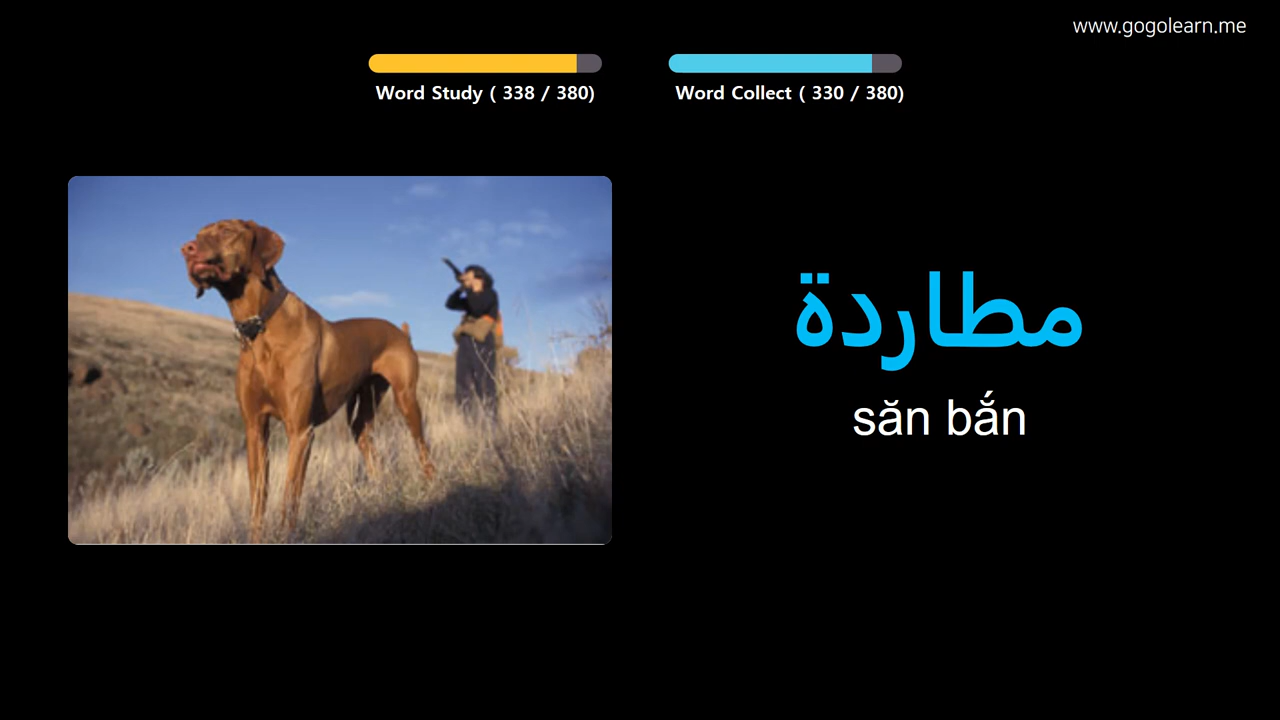 www.gogolearn.me
Word Study ( 338 / 380)
Word Collect ( 330 / 380)
مطاردة
săn bắn